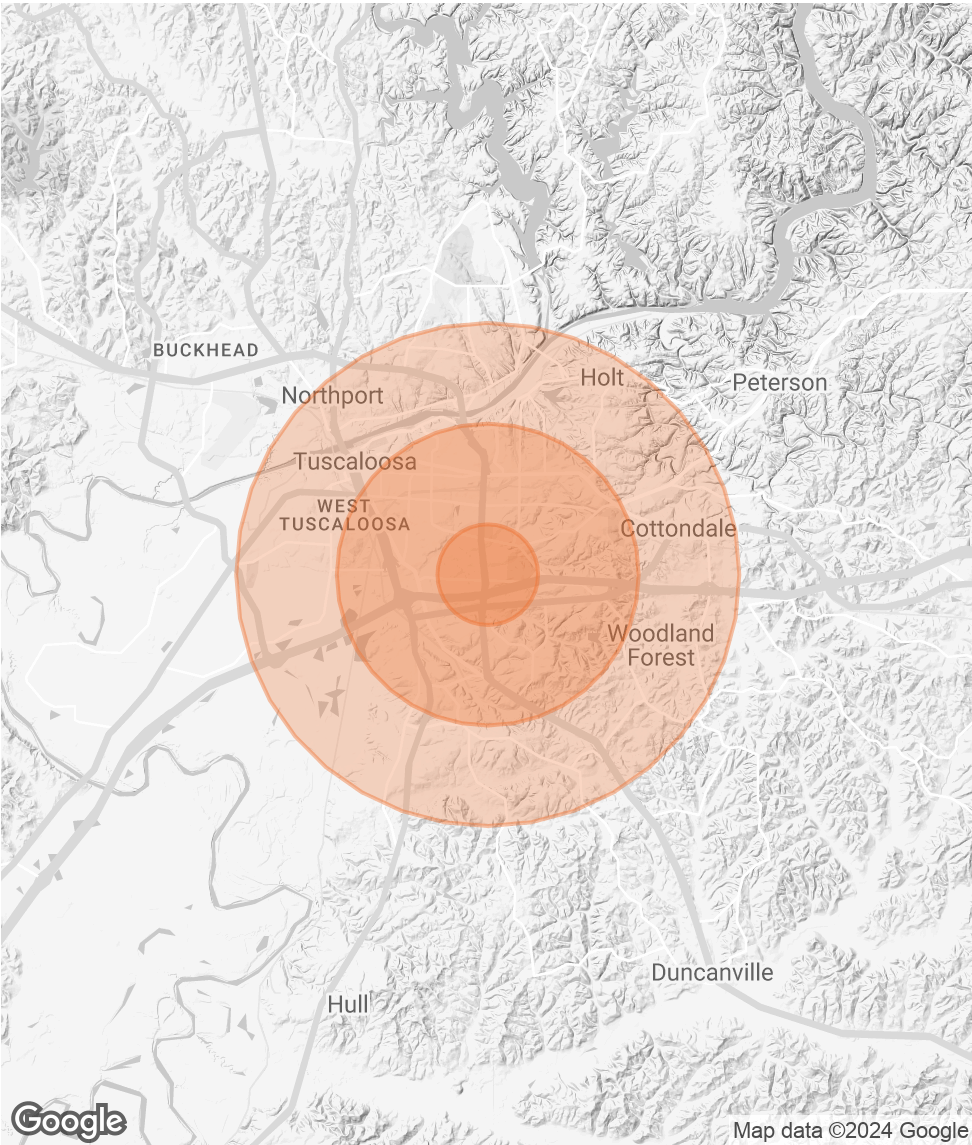 BUCKHEAD
Holt
Peterson
Northport
Tuscaloosa
WEST
TUSCALOOSA
Cottondale
Woodland
Forest
Duncanville
Hull
Google
Map data ©2024 Google